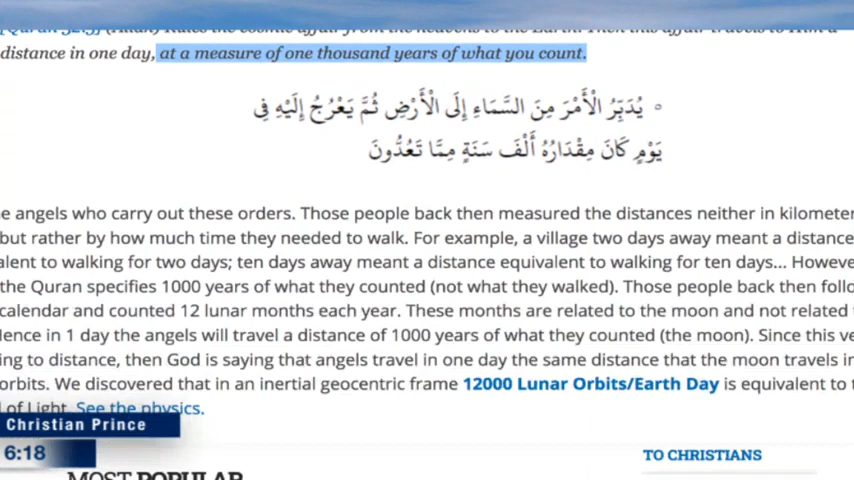 distance in one day, at a measure of one thousand years of what you count.
۞ يُدَبِّرُ الْأَمْرَ مِنَ السَّمَاءِ إِلَى الْأَرْضِ ثُمَّ يَعْرُجُ إِلَيْهِ فِى
يَوْمٍ كَانَ مِقْدَارُهُ أَلْفَ سَنَةٍ مِمَّا تَعُدُّونَ
e angels who carry out these orders. Those people back then measured the distances neither in kilometer
but rather by how much time they needed to walk. For example, a village two days away meant a distance
alent to walking for two days; ten days away meant a distance equivalent to walking for ten days... Howeve
the Quran specifies 1000 years of what they counted (not what they walked). Those people back then follo
calendar and counted 12 lunar months each year. These months are related to the moon and not related t
Hence in 1 day the angels will travel a distance of 1000 years of what they counted (the moon). Since this ve
ing to distance, then God is saying that angels travel in one day the same distance that the moon travels in
orbits. We discovered that in an inertial geocentric frame 12000 Lunar Orbits/Earth Day is equivalent to t
of Light. See the physics.
Christian Prince
6:18
MOST POPULAR
TO CHRISTIANS